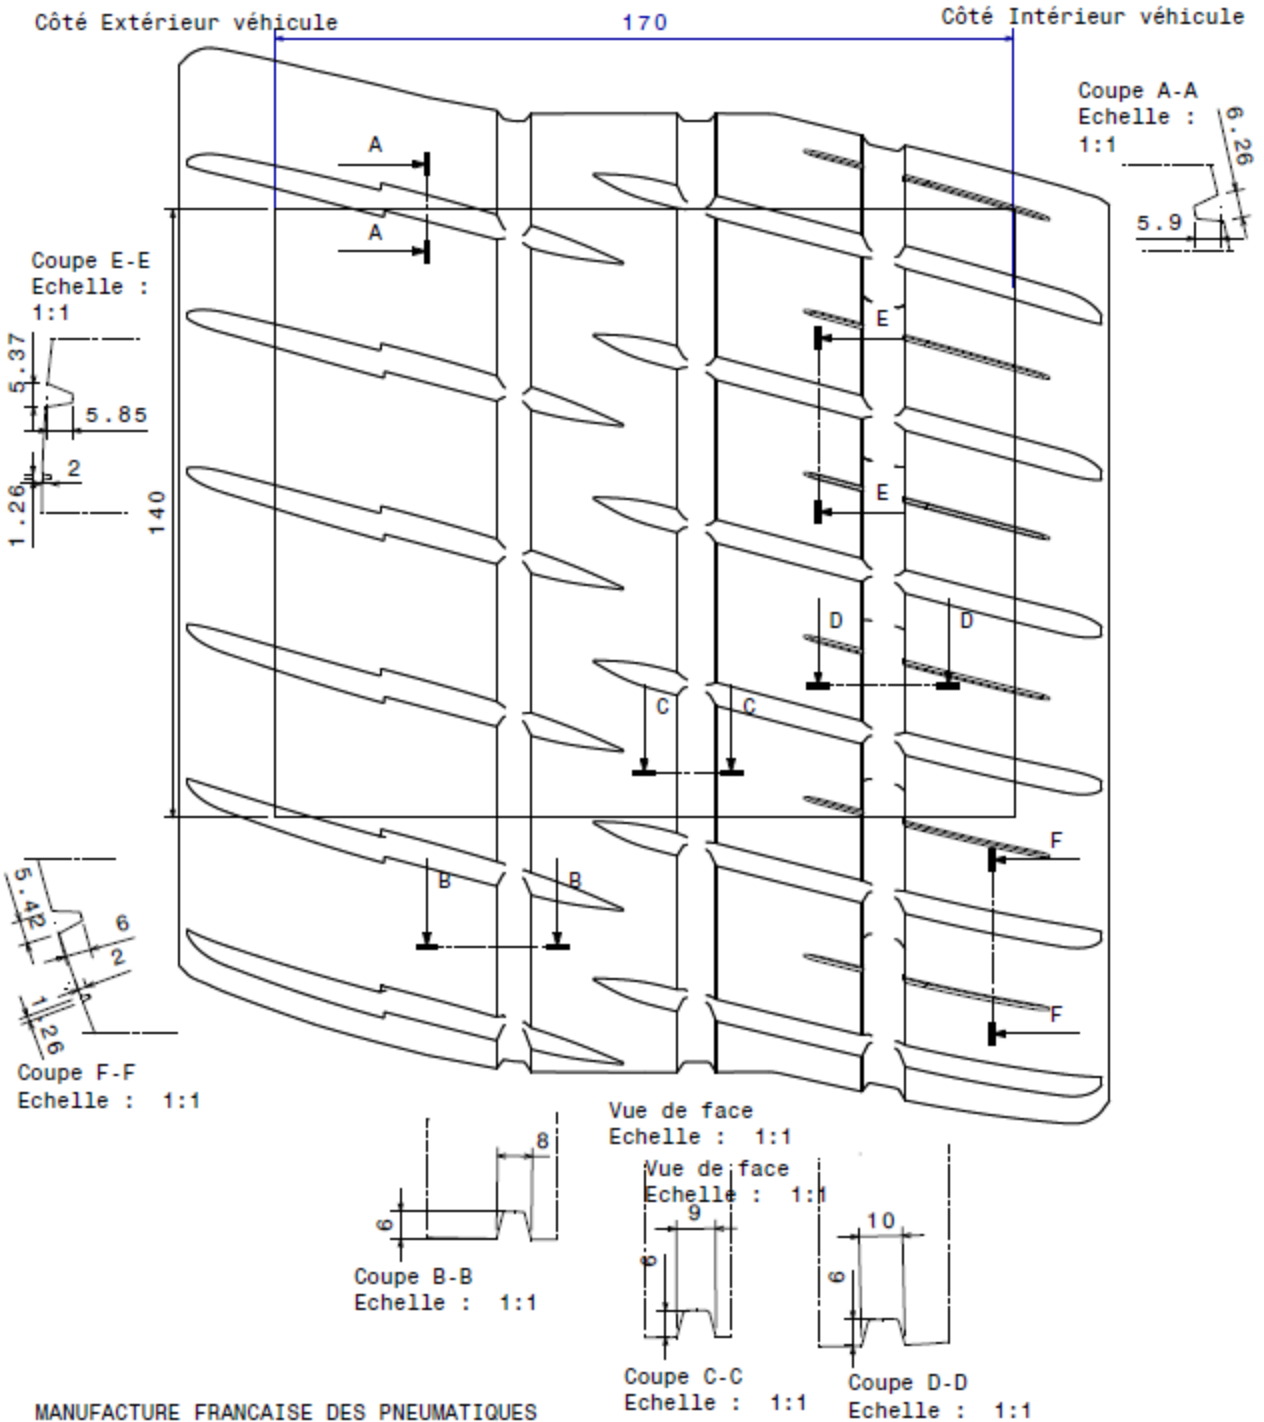 Côté Extérieur véhicule
170
Côté Intérieur véhicule
Coupe A-A
Echelle :
1:1
6.26
5.9
A
A
Coupe E-E
Echelle :
1:1
5.37
5.85
2
1.26
140
E
E
D
D
C
C
B
B
F
F
5.42
6
2
1.26
Coupe F-F
Echelle : 1:1
Vue de face
Echelle : 1:1
Vue de face
Echelle : 1:1
8
6
Coupe B-B
Echelle : 1:1
9
6
Coupe C-C
Echelle : 1:1
10
6
Coupe D-D
Echelle : 1:1
MANUFACTURE FRANCAISE DES PNEUMATIQUES